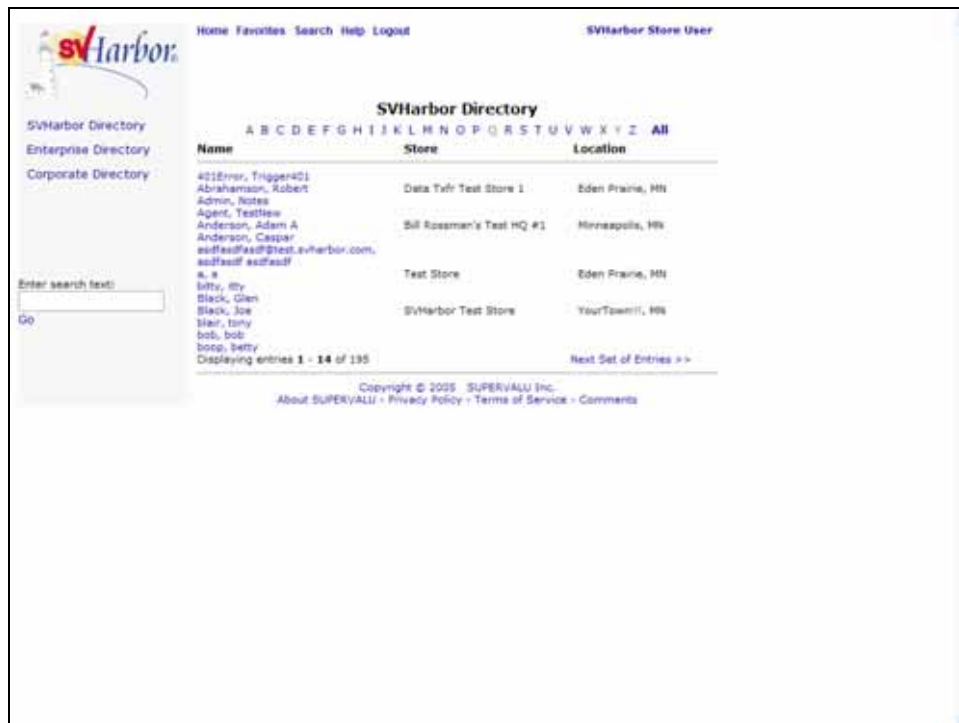 SVHarbor®
Home Favorites Search Help Logout
SVHarbor Store User
SVHarbor Directory
Enterprise Directory
Corporate Directory
Enter search text:
Go
SVHarbor Directory
A B C D E F G H I J K L M N O P Q R S T U V W X Y Z All
Name Store Location
401Error, Trigger401
Abrahamson, Robert Data Txfr Test Store 1 Eden Prairie, MN
Admin, Notes
Agent, TestNew
Anderson, Adam A Bill Rossman's Test HQ #1 Minneapolis, MN
Anderson, Caspar
asdfasdfasdf@test.svharbor.com,
asdfasdf asdfasdf
a, a Test Store Eden Prairie, MN
bitty, itty
Black, Glen
Black, Joe SVHarbor Test Store YourTown!!!, MN
blair, tony
bob, bob
boop, betty
Displaying entries 1 - 14 of 195 Next Set of Entries >>
Copyright © 2005 SUPERVALU Inc.
About SUPERVALU - Privacy Policy - Terms of Service - Comments